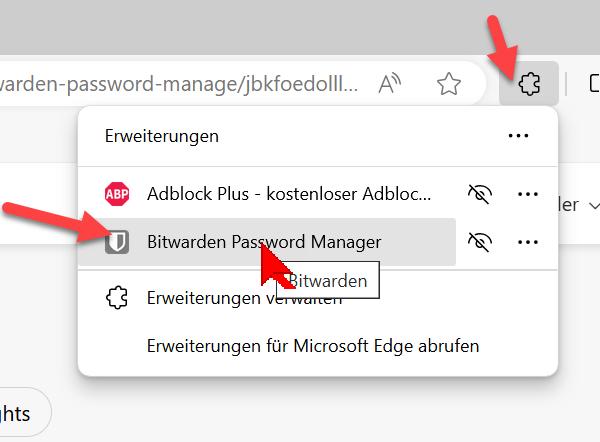 warden-password-manage/jbkfoedolll...
A
Erweiterungen
ABP
Adblock Plus - kostenloser Adbloc...
ler
Bitwarden Password Manager
Bitwarden
Erweiterungen verwalten
Erweiterungen für Microsoft Edge abrufen
ghts